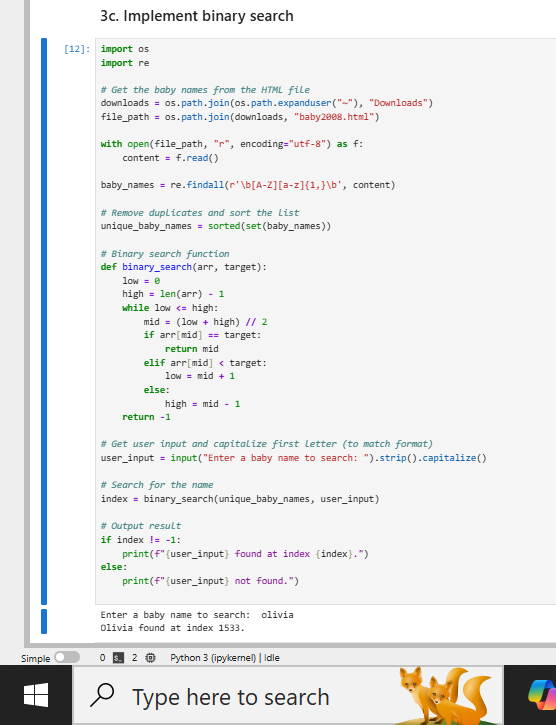 3c. Implement binary search
[12]: import os
import re
# Get the baby names from the HTML file
downloads = os.path.join(os.path.expanduser("~"), "Downloads")
file_path = os.path.join(downloads, "baby2008.html")
with open(file_path, "r", encoding="utf-8") as f:
    content = f.read()
baby_names = re.findall(r'\b[A-Z][a-z]{1,}\b', content)
# Remove duplicates and sort the list
unique_baby_names = sorted(set(baby_names))
# Binary search function
def binary_search(arr, target):
    low = 0
    high = len(arr) - 1
    while low <= high:
        mid = (low + high) // 2
        if arr[mid] == target:
            return mid
        elif arr[mid] < target:
            low = mid + 1
        else:
            high = mid - 1
    return -1
# Get user input and capitalize first letter (to match format)
user_input = input("Enter a baby name to search: ").strip().capitalize()
# Search for the name
index = binary_search(unique_baby_names, user_input)
# Output result
if index != -1:
    print(f"{user_input} found at index {index}.")
else:
    print(f"{user_input} not found.")
Enter a baby name to search:  olivia
Olivia found at index 1533.
Simple 0 2 Python 3 (ipykernel) | Idle
Type here to search